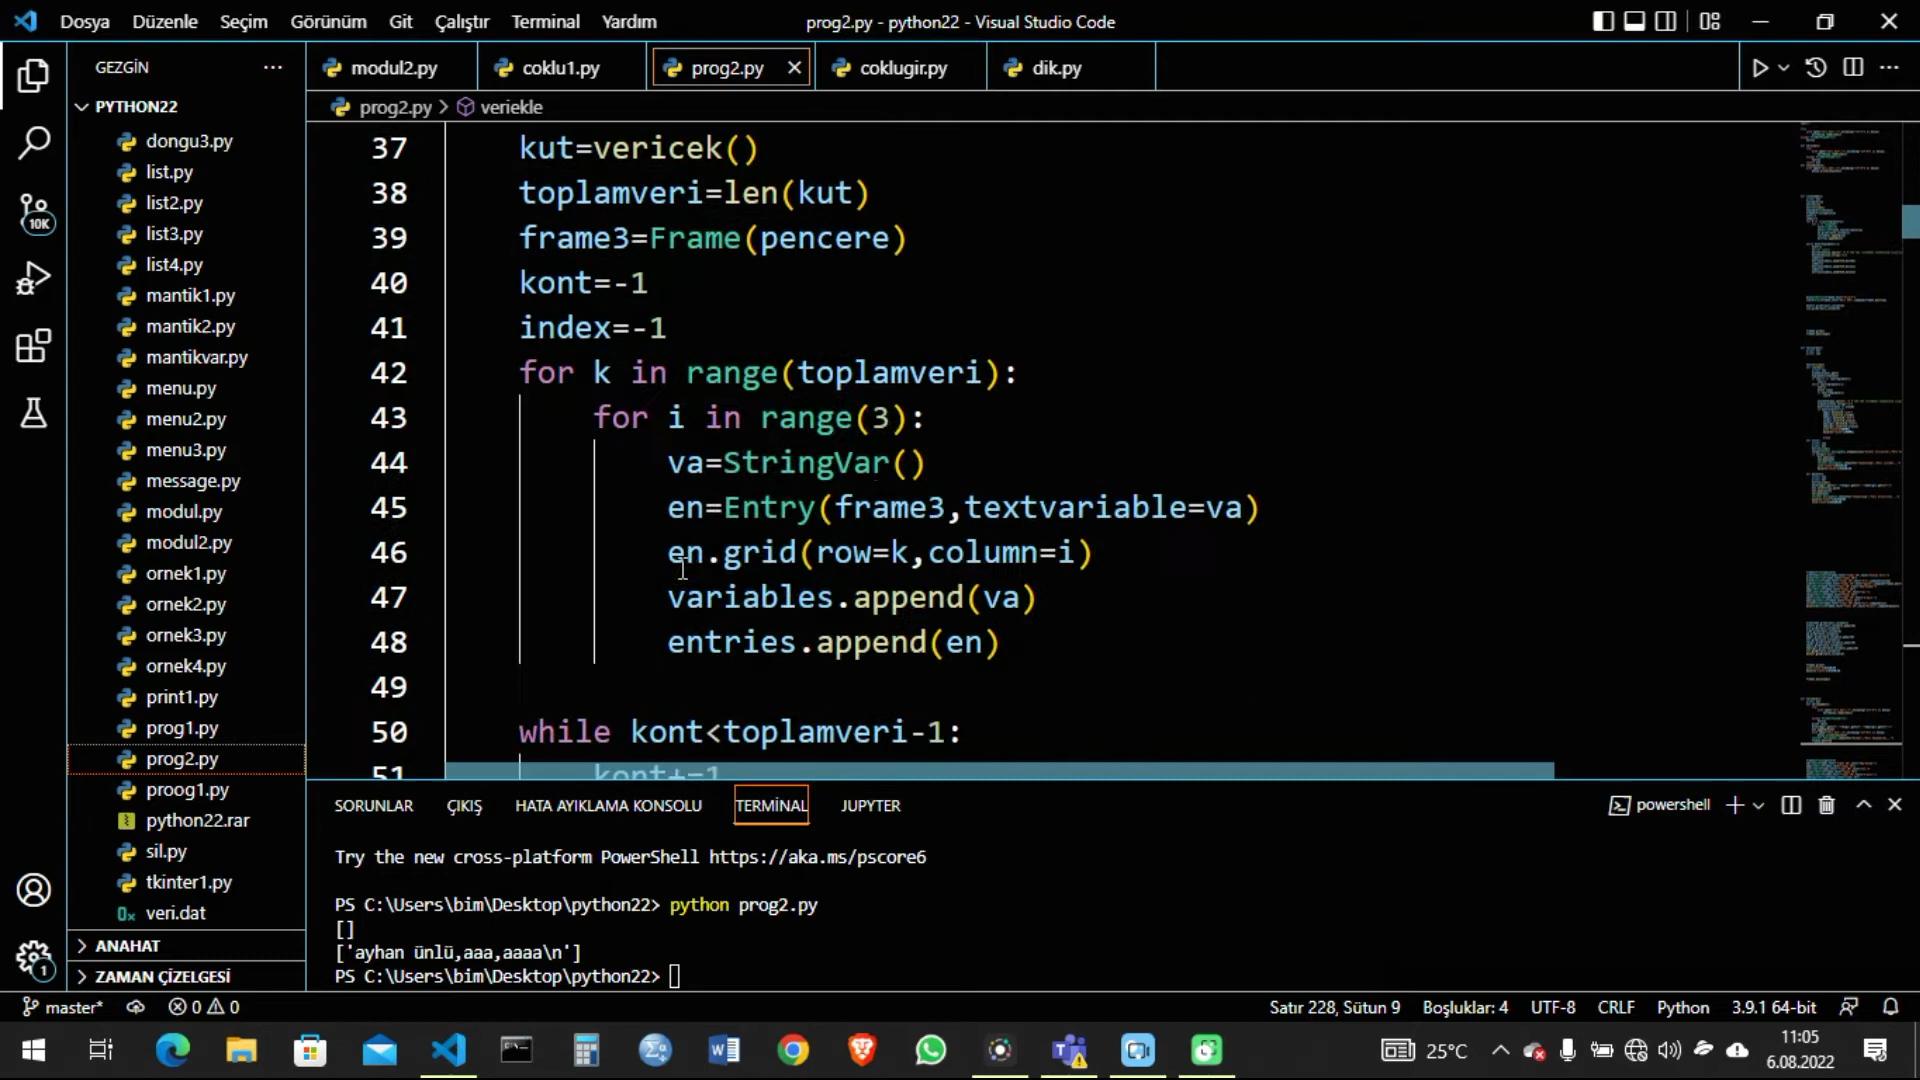 Dosya Düzenle Seçim Görünüm Git Çalıştır Terminal Yardım prog2.py - python22 - Visual Studio Code
GEZGİN ... modul2.py coklu1.py prog2.py coklugir.py dik.py
PYTHON22
prog2.py > veriekle
dongu3.py
list.py
list2.py
list3.py
list4.py
mantik1.py
mantik2.py
mantikvar.py
menu.py
menu2.py
menu3.py
message.py
modul.py
modul2.py
ornek1.py
ornek2.py
ornek3.py
ornek4.py
print1.py
prog1.py
prog2.py
proog1.py
python22.rar
sil.py
tkinter1.py
veri.dat
ANAHAT
ZAMAN ÇİZELGESİ
10K
1
37 kut=vericek()
38 toplamveri=len(kut)
39 frame3=Frame(pencere)
40 kont=-1
41 index=-1
42 for k in range(toplamveri):
43 for i in range(3):
44 va=StringVar()
45 en=Entry(frame3,textvariable=va)
46 en.grid(row=k,column=i)
47 variables.append(va)
48 entries.append(en)
49
50 while kont<toplamveri-1:
51 kont+=1
SORUNLAR ÇIKIŞ HATA AYIKLAMA KONSOLU TERMİNAL JUPYTER powershell
Try the new cross-platform PowerShell https://aka.ms/pscore6
PS C:\Users\bim\Desktop\python22> python prog2.py
[]
['ayhan ünlü,aaa,aaaa\n']
PS C:\Users\bim\Desktop\python22>
master* 0 0 Satır 228, Sütun 9 Boşluklar: 4 UTF-8 CRLF Python 3.9.1 64-bit
25°C 11:05
6.08.2022